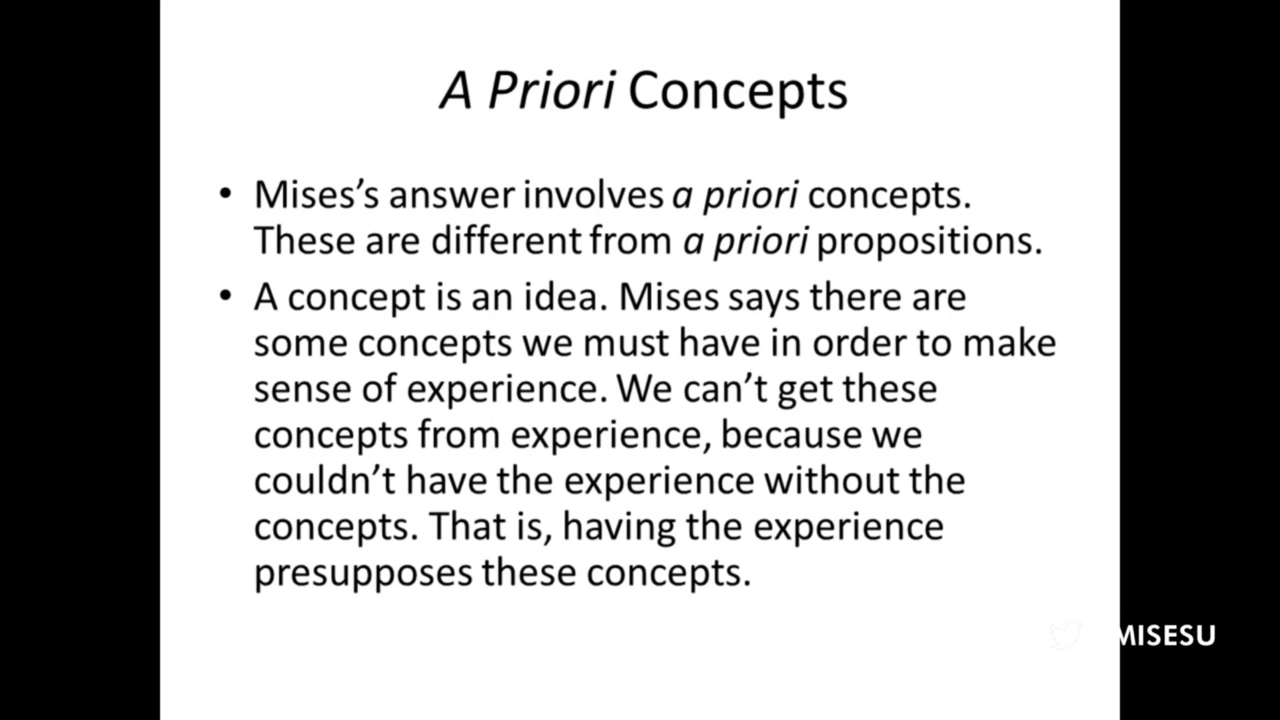 A Priori Concepts
• Mises’s answer involves a priori concepts.
These are different from a priori propositions.
• A concept is an idea. Mises says there are
some concepts we must have in order to make
sense of experience. We can’t get these
concepts from experience, because we
couldn’t have the experience without the
concepts. That is, having the experience
presupposes these concepts.
MISESU